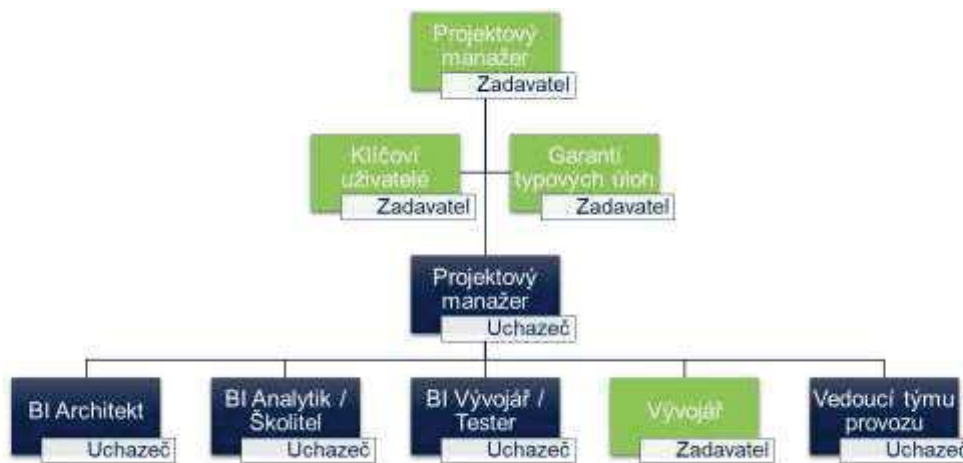 Projektový
manažer
Zadavatel
Klíčoví
uživatelé
Zadavatel
Garanti
typových úloh
Zadavatel
Projektový
manažer
Uchazeč
BI Architekt
Uchazeč
BI Analytik /
Školitel
Uchazeč
BI Vývojář /
Tester
Uchazeč
Vývojář
Zadavatel
Vedoucí týmu
provozu
Uchazeč